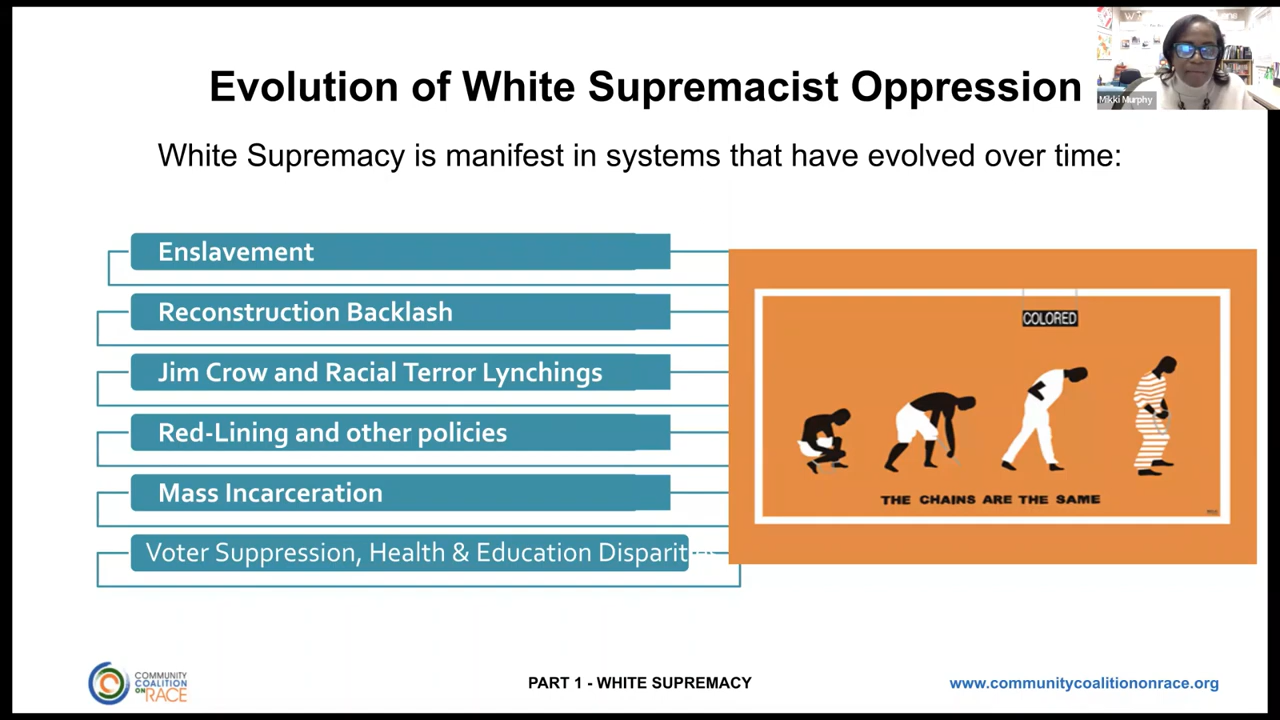 Evolution of White Supremacist Oppression
Mikki Murphy
White Supremacy is manifest in systems that have evolved over time:
Enslavement
Reconstruction Backlash
Jim Crow and Racial Terror Lynchings
Red-Lining and other policies
Mass Incarceration
Voter Suppression, Health & Education Disparities
COLORED
THE CHAINS ARE THE SAME
COMMUNITY
COALITION
ON RACE
PART 1 - WHITE SUPREMACY
www.communitycoalitiononrace.org